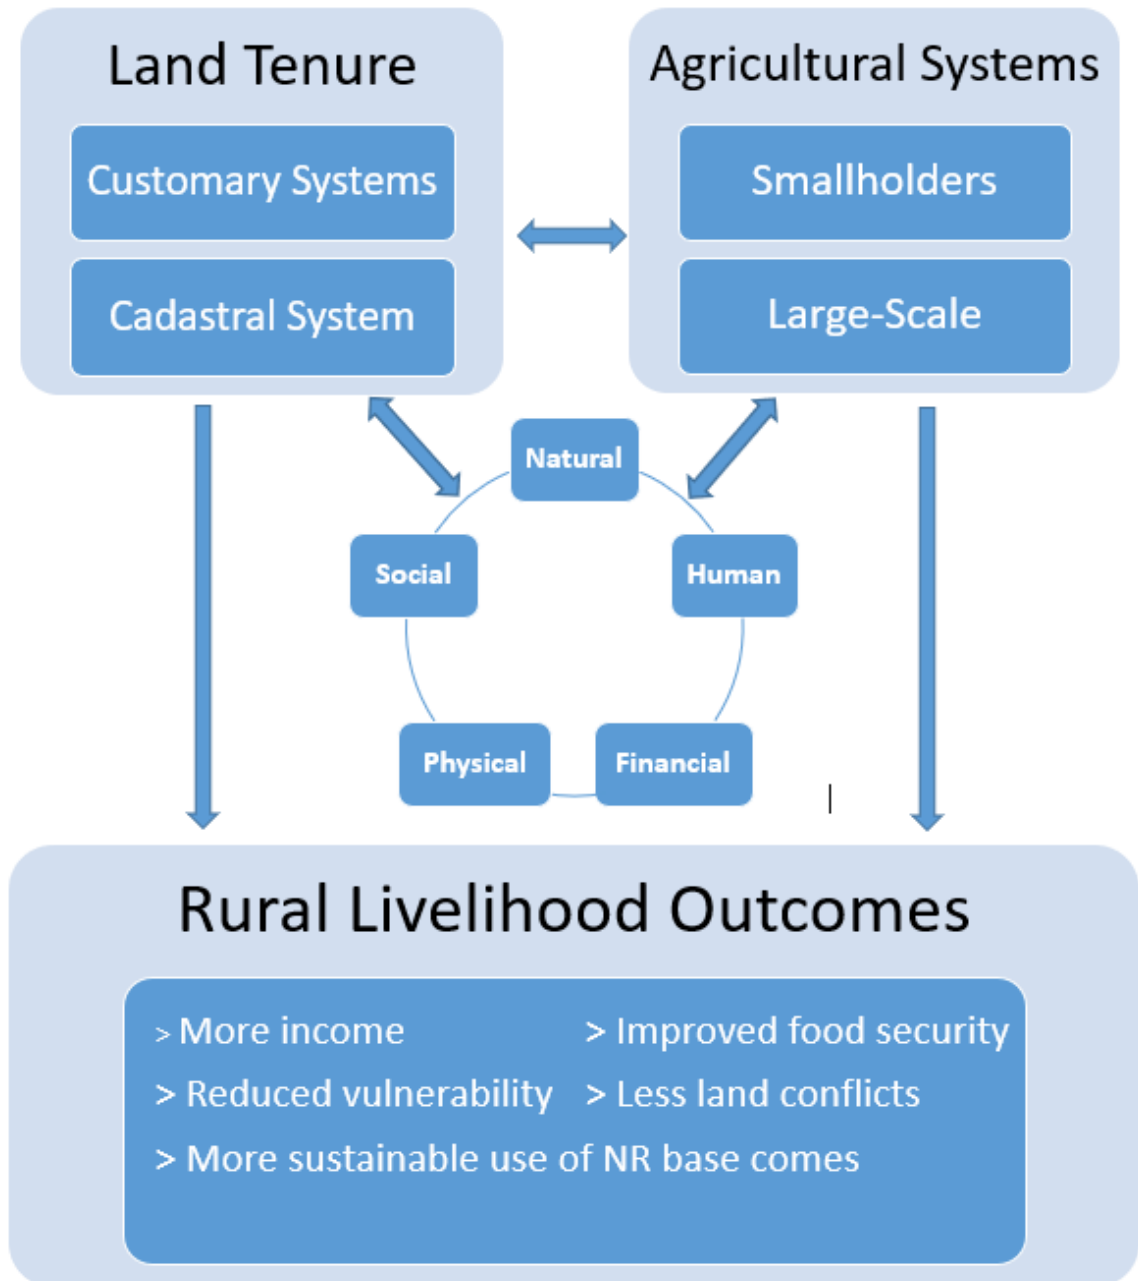 Land Tenure
Customary Systems
Cadastral System
Agricultural Systems
Smallholders
Large-Scale
Natural
Social
Human
Physical
Financial
Rural Livelihood Outcomes
> More income
> Improved food security
> Reduced vulnerability
> Less land conflicts
> More sustainable use of NR base comes